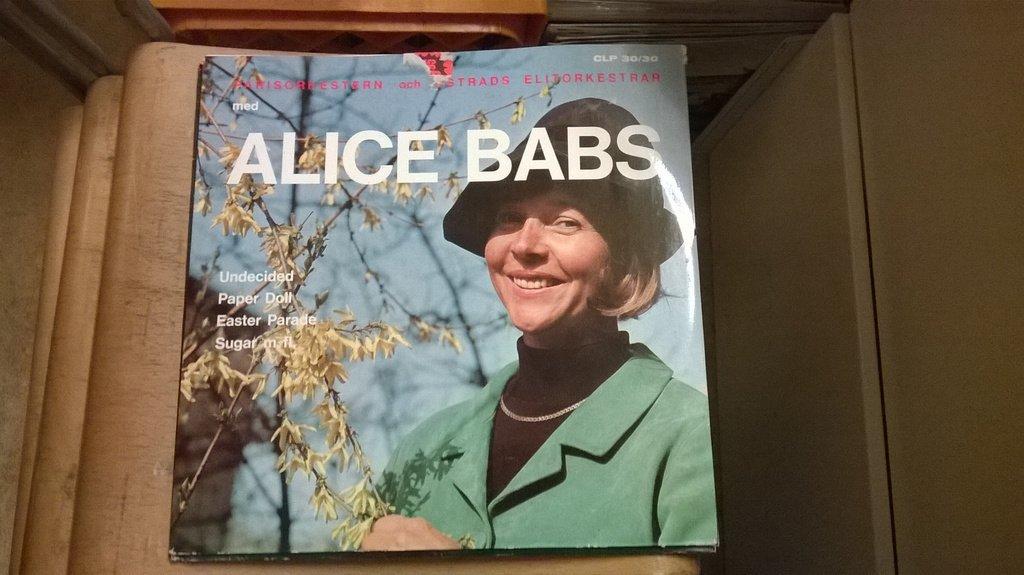 CLP 30/30
och ELITORKESTRAR
med
ALICE BABS
Undecided
Paper Doll
Easter Parade
Sugar m fl.